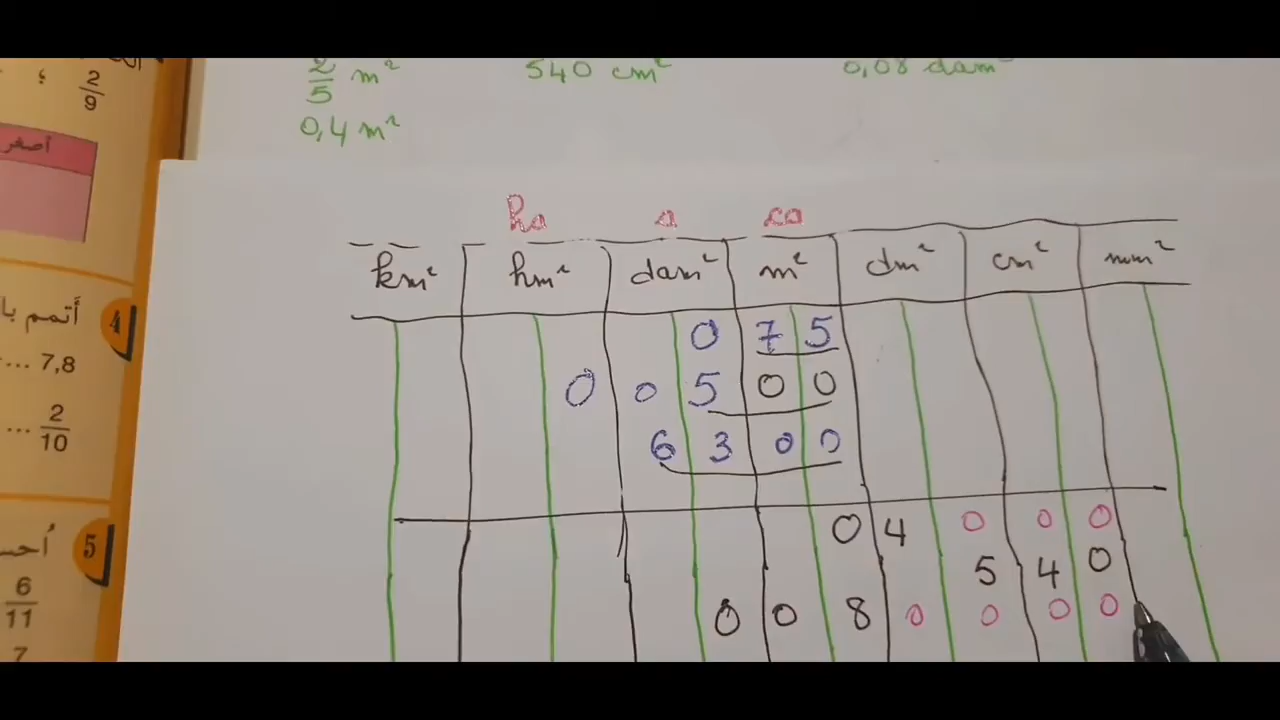 2/5 m² 540 cm² 0,08 dam²
0,4 m²
ha a ca
km² hm² dam² m² dm² cm² mm²
0 7 5
0 0 5 0 0
6 3 0 0
0 4 0 0 0
5 4 0
0 0 8 0 0 0 0
2/9 ؛
أصغر
4
7,8 ...
2/10 ...
5
6/11
7